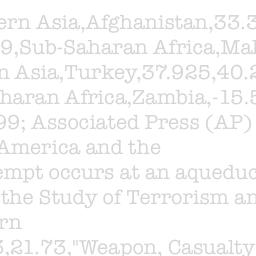 ern Asia,Afghanistan,33.3
9,Sub-Saharan Africa,Mal
n Asia,Turkey,37.925,40.2
haran Africa,Zambia,-15.5
99; Associated Press (AP)
America and the
empt occurs at an aqueduc
the Study of Terrorism an
rn
3,21.73,"Weapon, Casualty